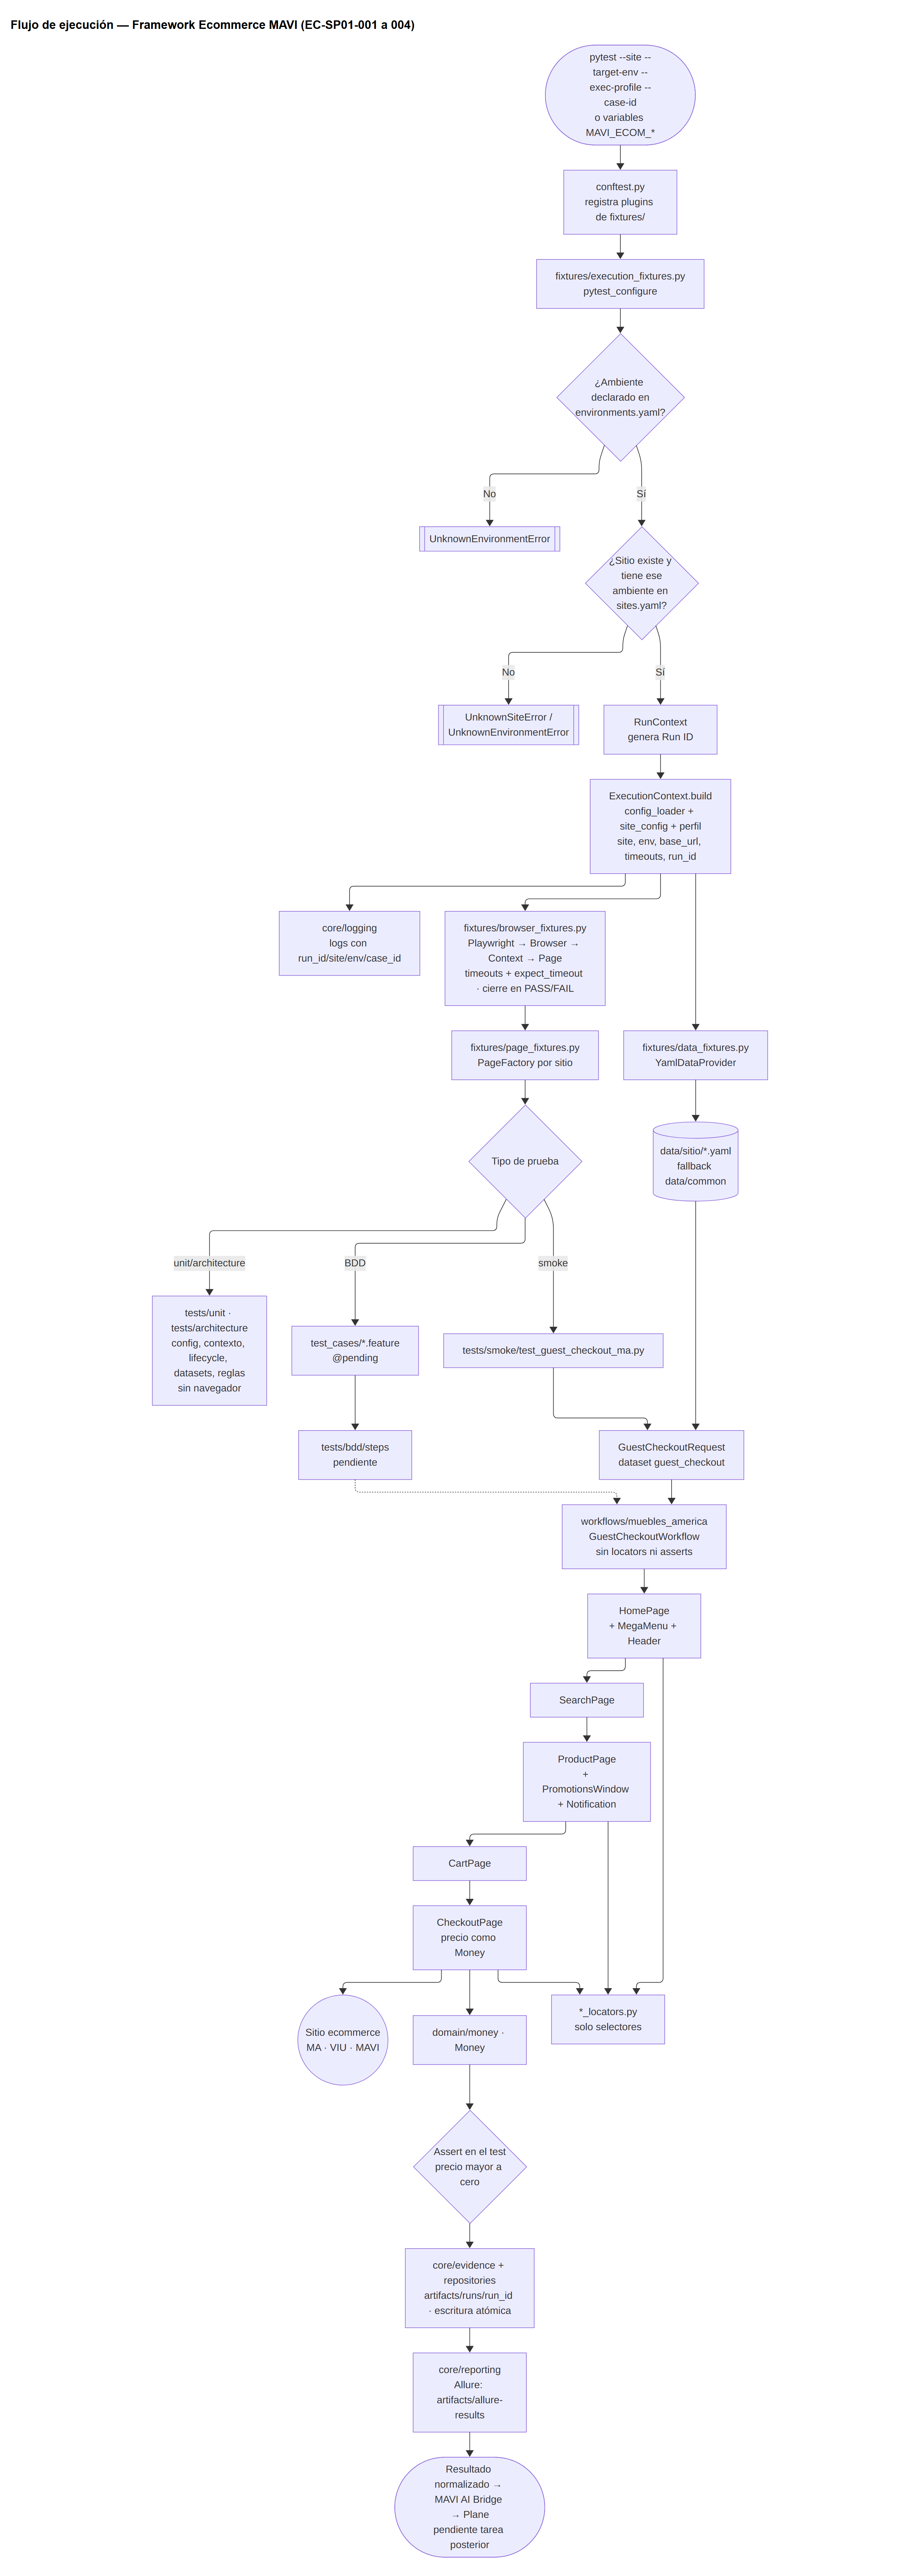 Flujo de ejecución — Framework Ecommerce MAVI (EC-SP01-001 a 004)
pytest --site --
target-env --
exec-profile --
case-id
o variables
MAVI_ECOM_*
conftest.py
registra plugins
de fixtures/
fixtures/execution_fixtures.py
pytest_configure
¿Ambiente
declarado en
environments.yaml?
No
Sí
UnknownEnvironmentError
¿Sitio existe y
tiene ese
ambiente en
sites.yaml?
No
Sí
UnknownSiteError /
UnknownEnvironmentError
RunContext
genera Run ID
ExecutionContext.build
config_loader +
site_config + perfil
site, env, base_url,
timeouts, run_id
core/logging
logs con
run_id/site/env/case_id
fixtures/browser_fixtures.py
Playwright → Browser →
Context → Page
timeouts + expect_timeout
· cierre en PASS/FAIL
fixtures/page_fixtures.py
PageFactory por sitio
fixtures/data_fixtures.py
YamlDataProvider
Tipo de prueba
data/sitio/*.yaml
fallback
data/common
unit/architecture
BDD
smoke
tests/unit ·
tests/architecture
config, contexto,
lifecycle,
datasets, reglas
sin navegador
test_cases/*.feature
@pending
tests/smoke/test_guest_checkout_ma.py
tests/bdd/steps
pendiente
GuestCheckoutRequest
dataset guest_checkout
workflows/muebles_america
GuestCheckoutWorkflow
sin locators ni asserts
HomePage
+ MegaMenu +
Header
SearchPage
ProductPage
+
PromotionsWindow
+ Notification
CartPage
CheckoutPage
precio como
Money
Sitio ecommerce
MA · VIU · MAVI
domain/money ·
Money
*_locators.py
solo selectores
Assert en el test
precio mayor a
cero
core/evidence +
repositories
artifacts/runs/run_id
· escritura atómica
core/reporting
Allure:
artifacts/allure-
results
Resultado
normalizado →
MAVI AI Bridge
→ Plane
pendiente tarea
posterior